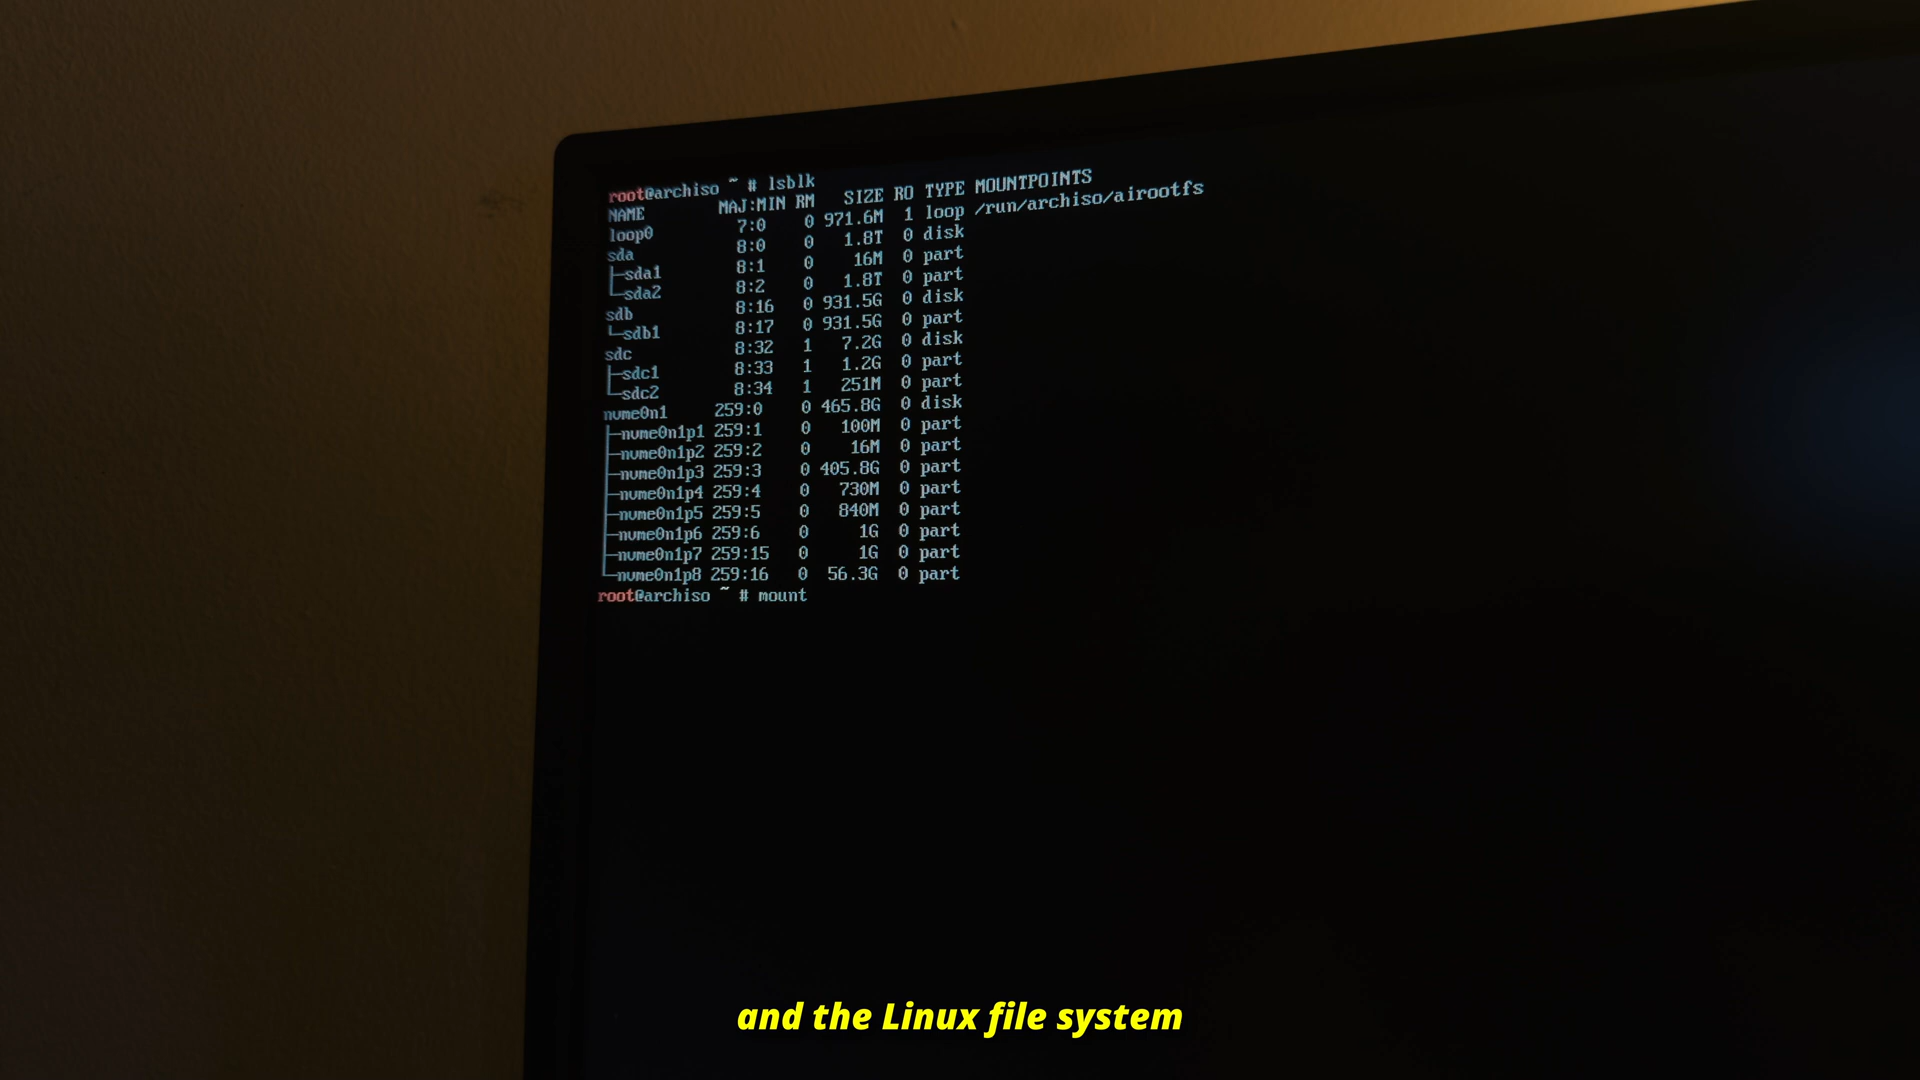 root@archiso ~ # lsblk
NAME MAJ:MIN RM SIZE RO TYPE MOUNTPOINTS
loop0 7:0 0 971.6M 1 loop /run/archiso/airootfs
sda 8:0 0 1.8T 0 disk
├─sda1 8:1 0 16M 0 part
└─sda2 8:2 0 1.8T 0 part
sdb 8:16 0 931.5G 0 disk
└─sdb1 8:17 0 931.5G 0 part
sdc 8:32 1 7.2G 0 disk
├─sdc1 8:33 1 1.2G 0 part
└─sdc2 8:34 1 251M 0 part
nvme0n1 259:0 0 465.8G 0 disk
├─nvme0n1p1 259:1 0 100M 0 part
├─nvme0n1p2 259:2 0 16M 0 part
├─nvme0n1p3 259:3 0 405.8G 0 part
├─nvme0n1p4 259:4 0 730M 0 part
├─nvme0n1p5 259:5 0 840M 0 part
├─nvme0n1p6 259:6 0 1G 0 part
├─nvme0n1p7 259:15 0 1G 0 part
└─nvme0n1p8 259:16 0 56.3G 0 part
root@archiso ~ # mount
and the Linux file system